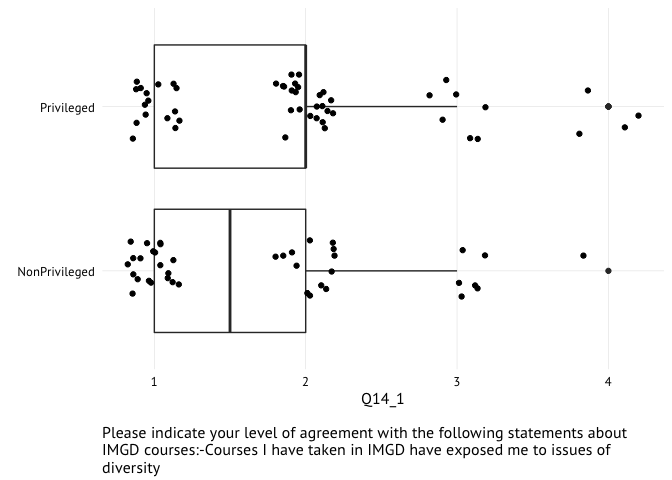 Privileged
NonPrivileged
1 2 3 4
Q14_1
Please indicate your level of agreement with the following statements about
IMGD courses:-Courses I have taken in IMGD have exposed me to issues of
diversity